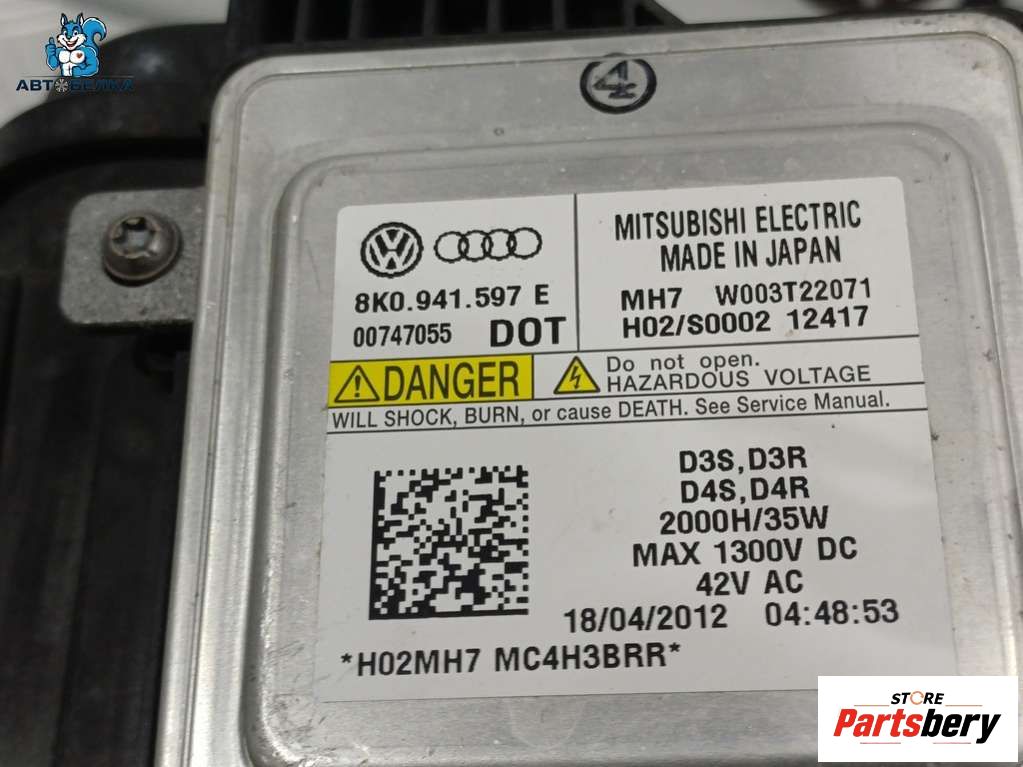 АВТОБЕЛКА
8K0.941.597 E
00747055 DOT
MITSUBISHI ELECTRIC
MADE IN JAPAN
MH7 W003T22071
H02/S0002 12417
DANGER
Do not open.
HAZARDOUS VOLTAGE
WILL SHOCK, BURN, or cause DEATH. See Service Manual.
D3S,D3R
D4S,D4R
2000H/35W
MAX 1300V DC
42V AC
18/04/2012 04:48:53
*H02MH7 MC4H3BRR*
STORE
Partsbery